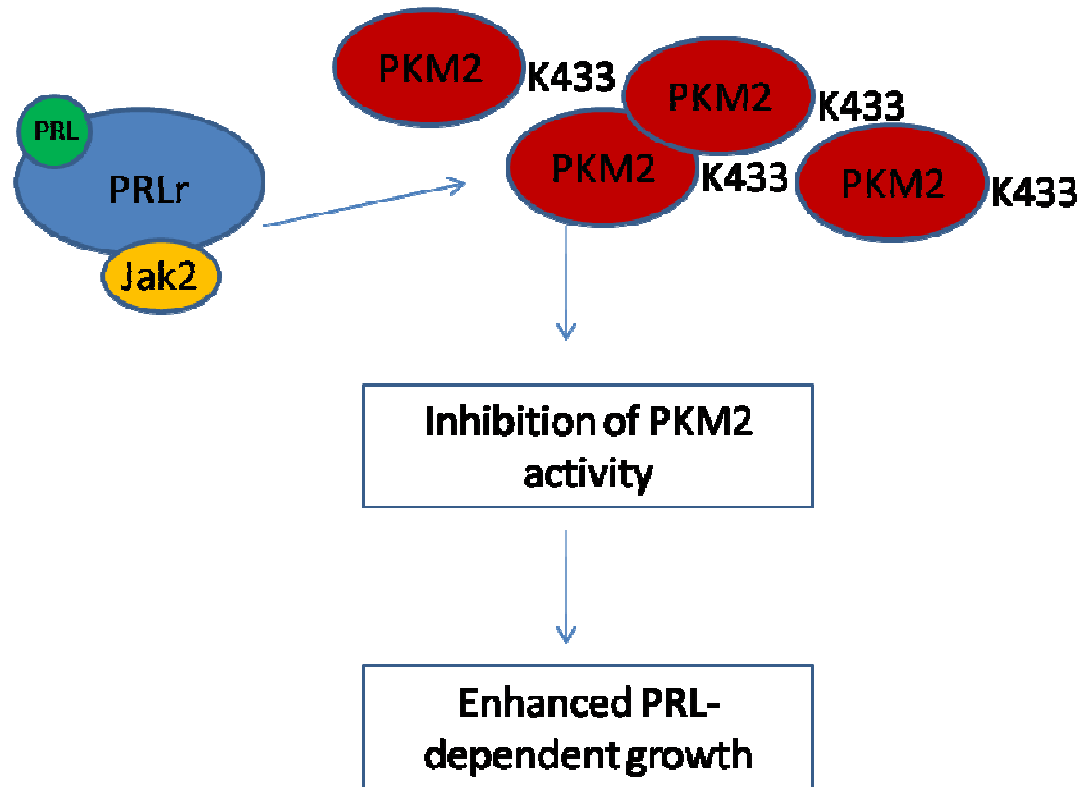 PKM2
K433
PKM2
K433
PRL
PRLr
Jak2
PKM2
K433
PKM2
K433
Inhibition of PKM2
activity
Enhanced PRL-
dependent growth